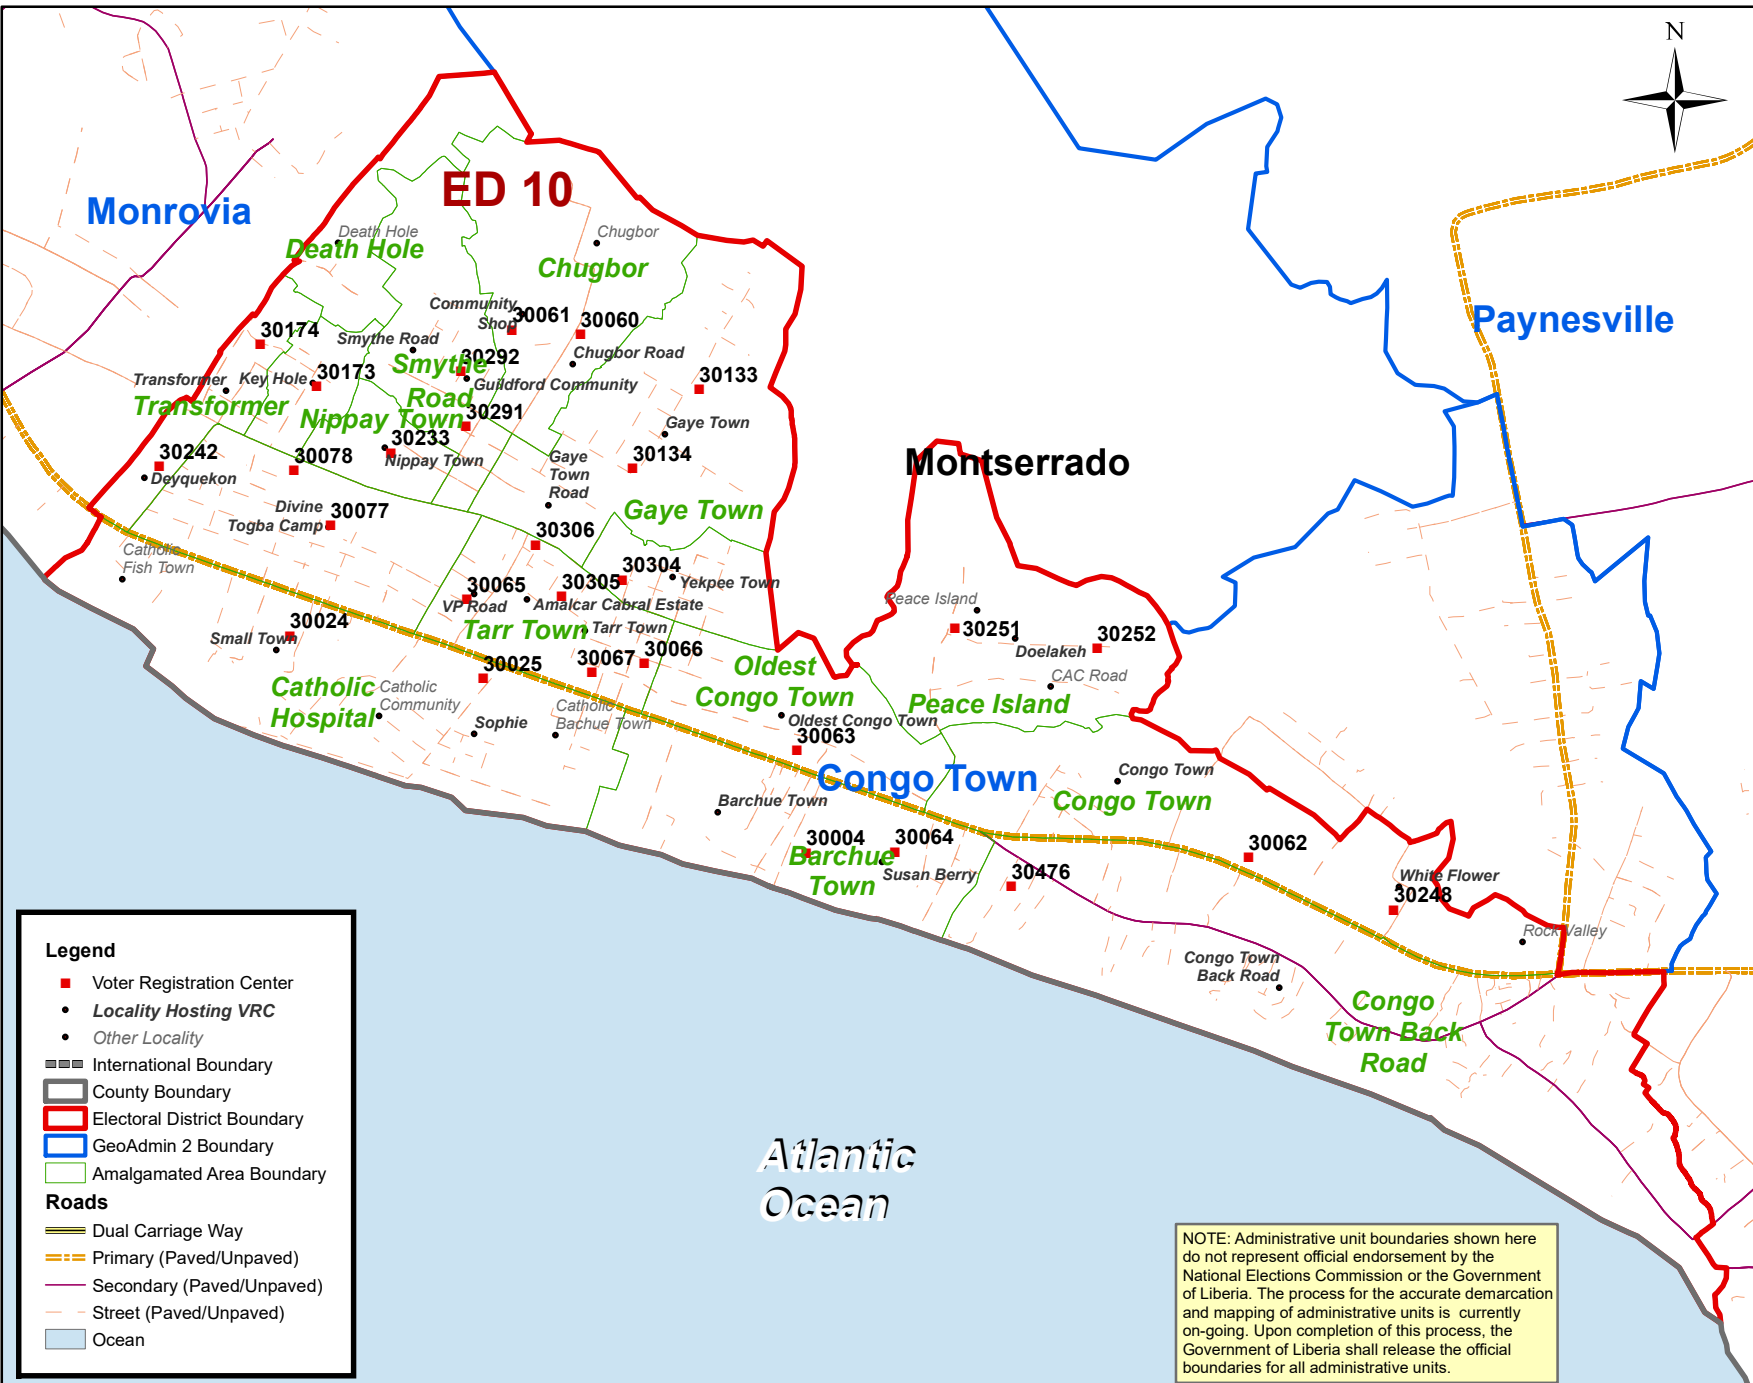 N
ED 10
Monrovia
Death Hole
Death Hole
Chugbor
Chugbor
Community
Shop
30061
30060
30174
Smythe Road
Smythe
Road
30292
Chugbor Road
Paynesville
Transformer
Key Hole
30173
Guildford Community
30133
Transformer
Nippay Town
30291
Gaye Town
30233
Nippay Town
30242
Deyquekon
30078
Gaye
Town
Road
30134
Montserrado
Divine
Togba Camp
30077
Gaye Town
30306
Catholic
Fish Town
30304
30065
VP Road
30305
Yekpee Town
Amalcar Cabral Estate
Peace Island
Small Town
30024
Tarr Town
Tarr Town
30251
Doelakeh
30252
30025
30067
30066
Oldest
Congo Town
CAC Road
Catholic
Hospital
Catholic
Community
Sophie
Catholic
Bachue Town
Peace Island
Oldest Congo Town
30063
Congo Town
Congo Town
Congo Town
Barchue Town
30004
Barchue
Town
30064
Susan Berry
30476
30062
White Flower
30248
Rock Valley
Congo Town
Back Road
Congo
Town Back
Road
Atlantic
Ocean
Legend
Voter Registration Center
Locality Hosting VRC
Other Locality
International Boundary
County Boundary
Electoral District Boundary
GeoAdmin 2 Boundary
Amalgamated Area Boundary
Roads
Dual Carriage Way
Primary (Paved/Unpaved)
Secondary (Paved/Unpaved)
Street (Paved/Unpaved)
Ocean
NOTE: Administrative unit boundaries shown here
do not represent official endorsement by the
National Elections Commission or the Government
of Liberia. The process for the accurate demarcation
and mapping of administrative units is currently
on-going. Upon completion of this process, the
Government of Liberia shall release the official
boundaries for all administrative units.